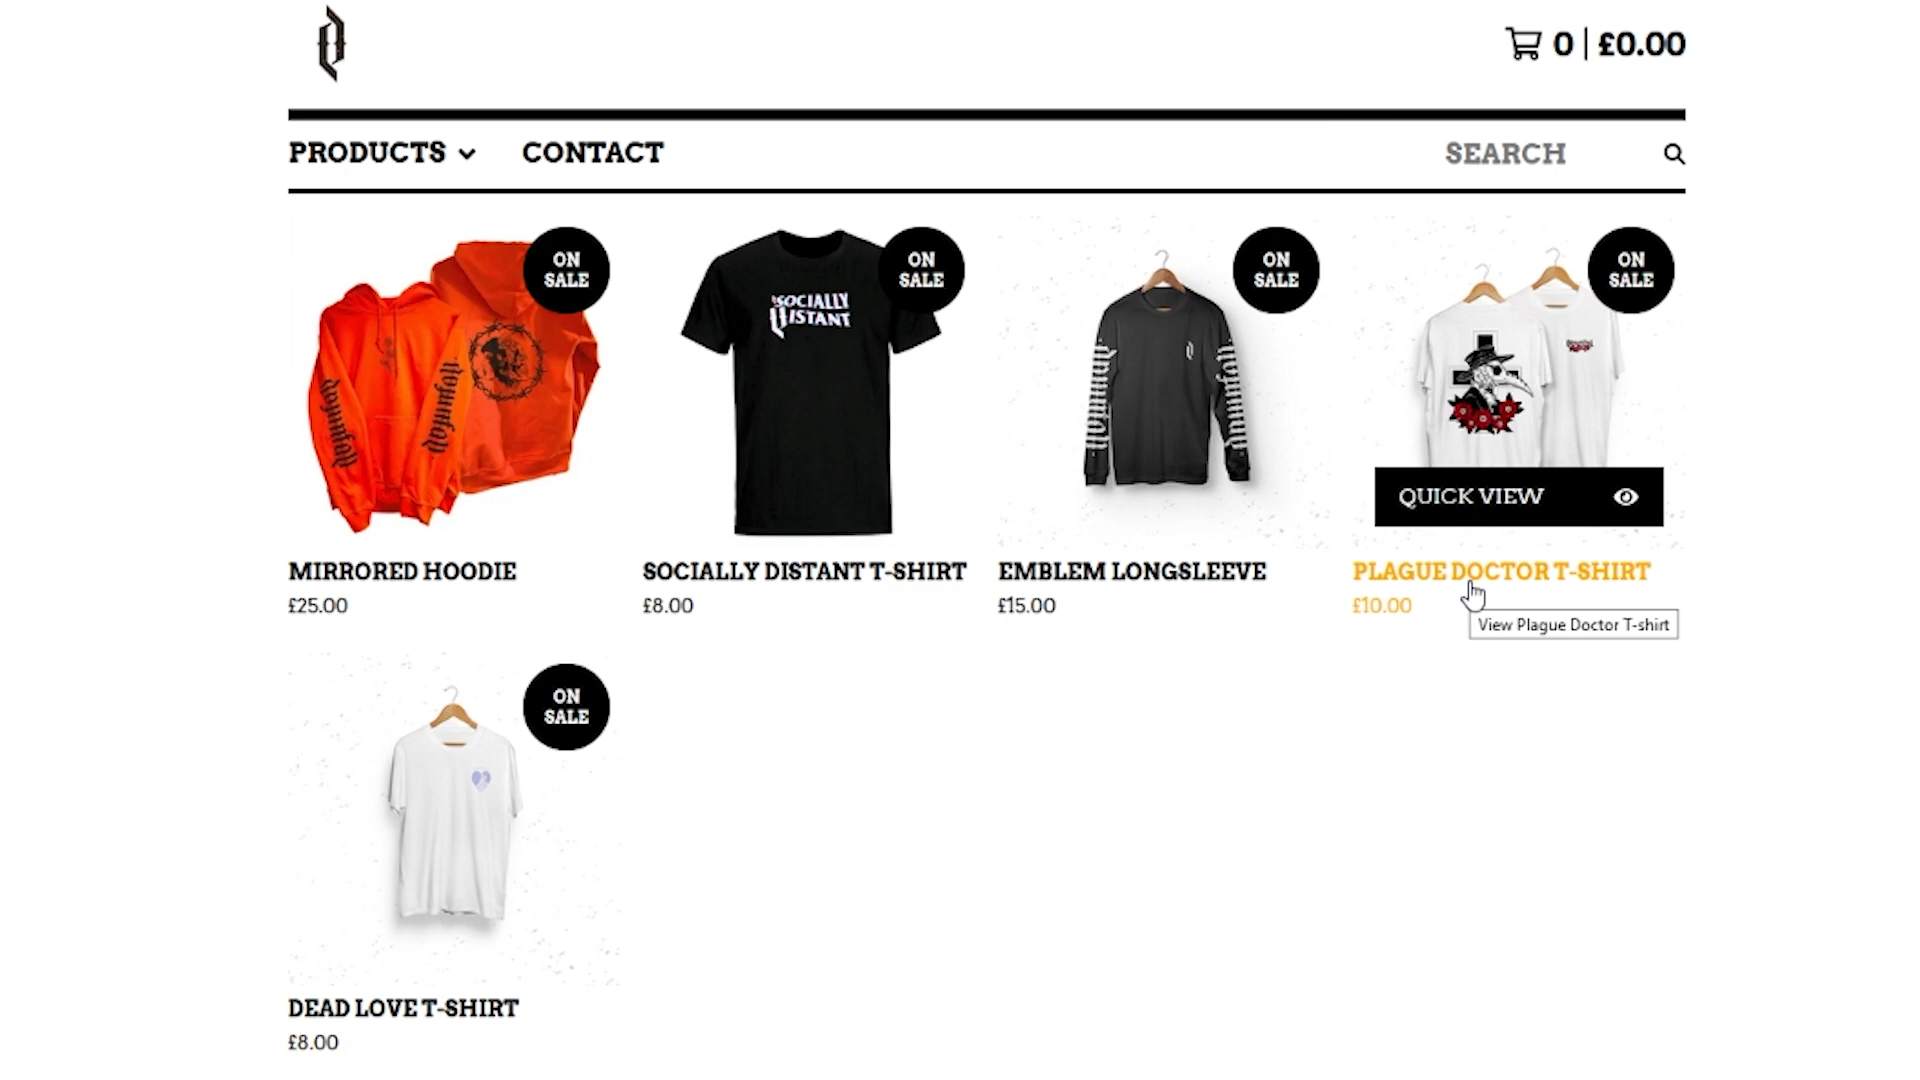 0 | £0.00
PRODUCTS CONTACT SEARCH
ON
SALE
ON
SALE
ON
SALE
ON
SALE
SOCIALLY
DISTANT
QUICK VIEW
MIRRORED HOODIE
£25.00
SOCIALLY DISTANT T-SHIRT
£8.00
EMBLEM LONGSLEEVE
£15.00
PLAGUE DOCTOR T-SHIRT
£10.00
View Plague Doctor T-shirt
ON
SALE
DEAD LOVE T-SHIRT
£8.00